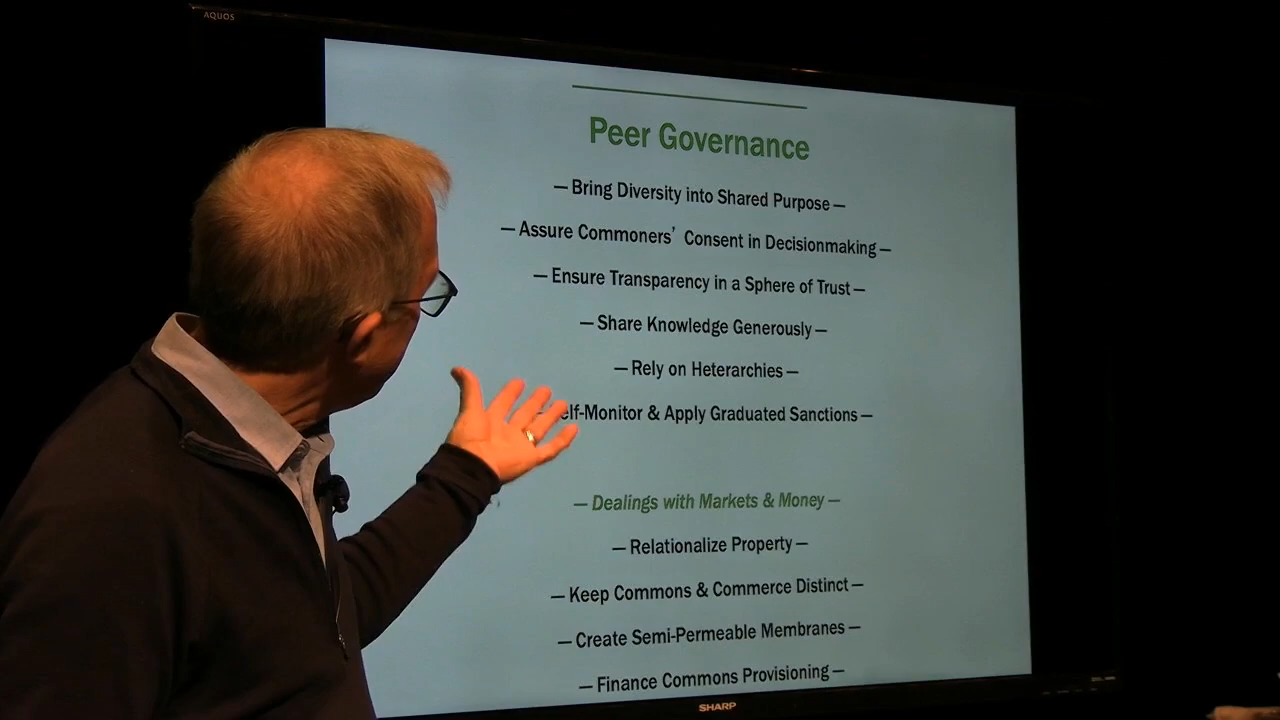 AQUOS
Peer Governance
— Bring Diversity into Shared Purpose —
— Assure Commoners’ Consent in Decisionmaking —
— Ensure Transparency in a Sphere of Trust —
— Share Knowledge Generously —
— Rely on Heterarchies —
elf-Monitor & Apply Graduated Sanctions —
— Dealings with Markets & Money —
— Relationalize Property —
— Keep Commons & Commerce Distinct —
— Create Semi-Permeable Membranes —
— Finance Commons Provisioning —
SHARP